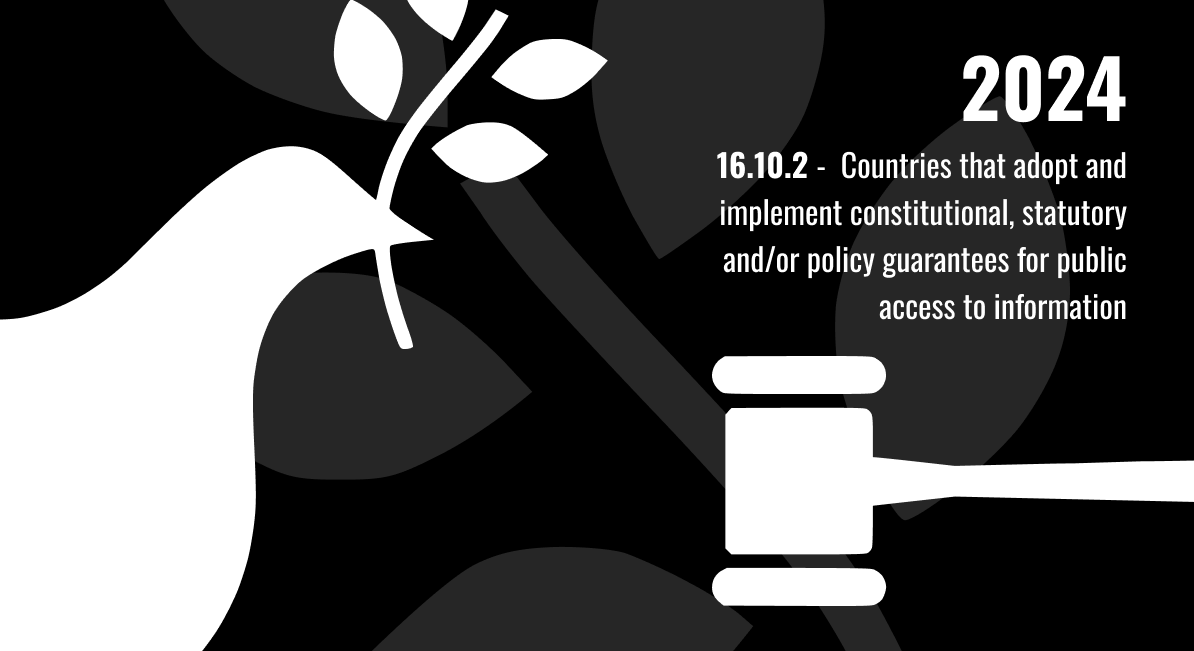 2024
16.10.2 - Countries that adopt and
implement constitutional, statutory
and/or policy guarantees for public
access to information